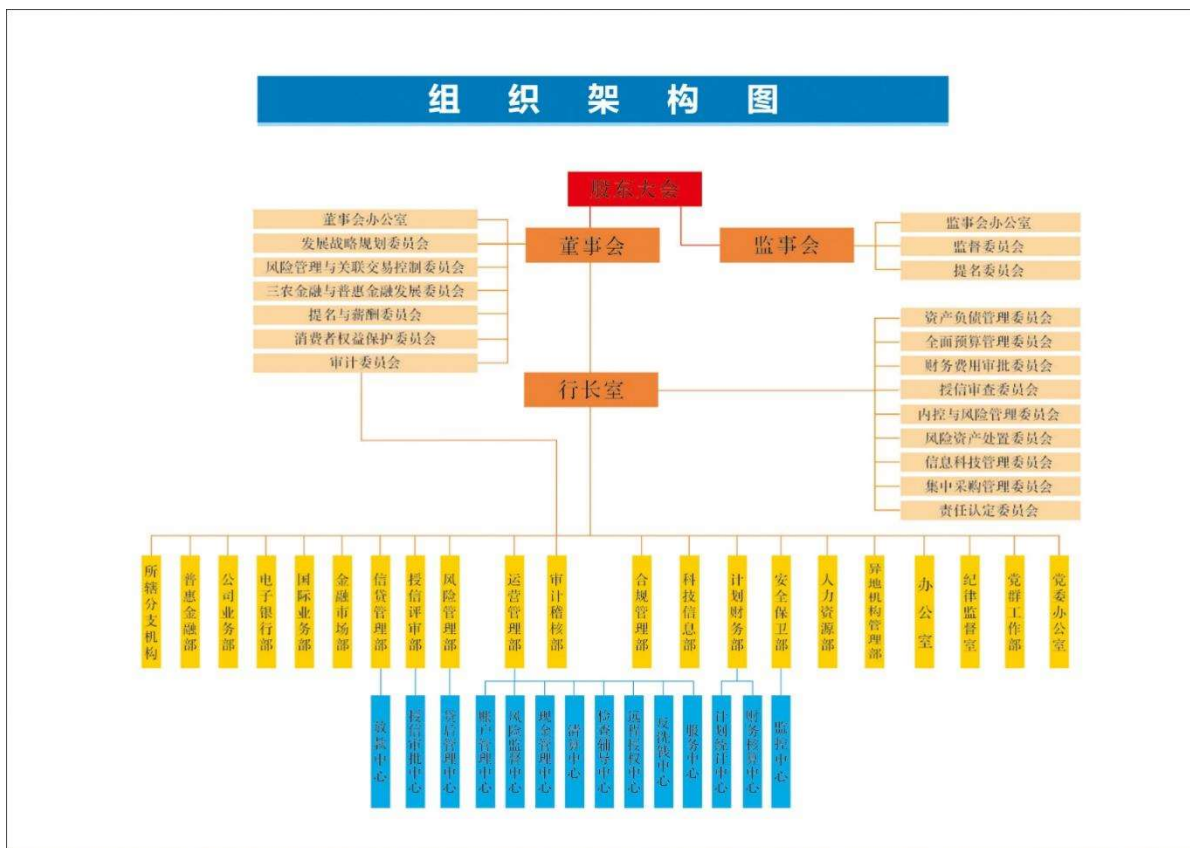 组织架构图
股东大会
董事会
监事会
董事会办公室
发展战略规划委员会
风险管理与关联交易控制委员会
三农金融与普惠金融发展委员会
提名与薪酬委员会
消费者权益保护委员会
审计委员会
监事会办公室
监督委员会
提名委员会
行长室
资产负债管理委员会
全面预算管理委员会
财务费用审批委员会
授信审查委员会
内控与风险管理委员会
风险资产处置委员会
信息科技管理委员会
集中采购管理委员会
责任认定委员会
所辖分支机构
普惠金融部
公司业务部
电子银行部
国际业务部
金融市场部
信贷管理部
授信评审部
风险管理部
运营管理部
审计稽核部
合规管理部
科技信息部
计划财务部
安全保卫部
人力资源部
异地机构管理部
办公室
纪律监督室
党群工作部
党委办公室
放款中心
授信审批中心
贷后管理中心
账户管理中心
风险监督中心
现金管理中心
清算中心
检查辅导中心
远程授权中心
反洗钱中心
服务中心
计划统计中心
财务核算中心
监控中心